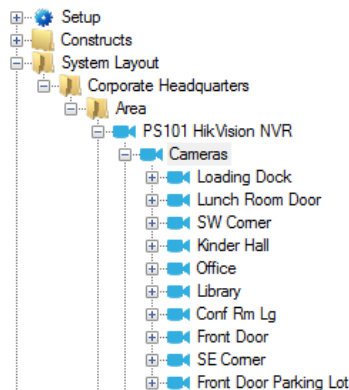 Setup
Constructs
System Layout
Corporate Headquarters
Area
PS101 HikVision NVR
Cameras
Loading Dock
Lunch Room Door
SW Corner
Kinder Hall
Office
Library
Conf Rm Lg
Front Door
SE Corner
Front Door Parking Lot